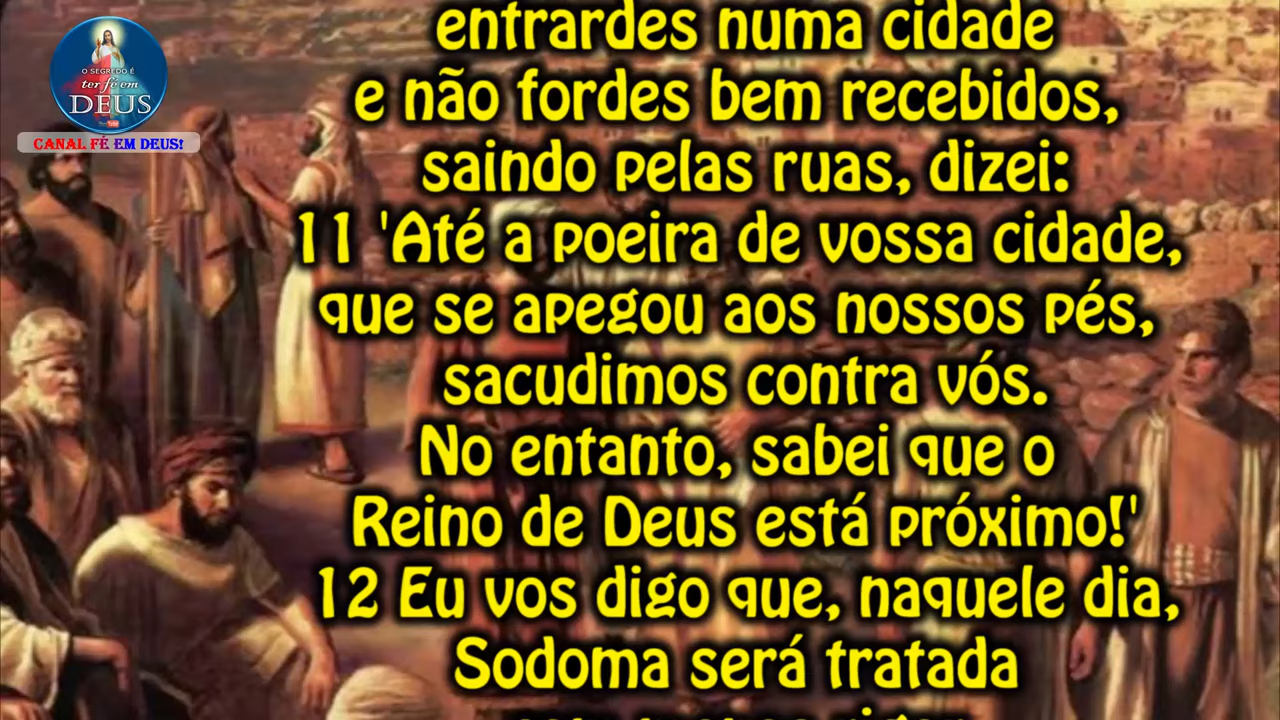 O SEGREDO É
ter fé em
DEUS
CANAL FÉ EM DEUS!
entrardes numa cidade
e não fordes bem recebidos,
saindo pelas ruas, dizei:
11 'Até a poeira de vossa cidade,
que se apegou aos nossos pés,
sacudimos contra vós.
No entanto, sabei que o
Reino de Deus está próximo!'
12 Eu vos digo que, naquele dia,
Sodoma será tratada